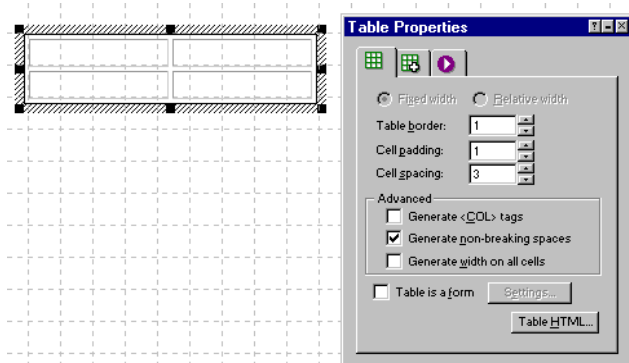 Table Properties
Fixed width Relative width
Table border: 1
Cell padding: 1
Cell spacing: 3
Advanced
Generate <COL> tags
Generate non-breaking spaces
Generate width on all cells
Table is a form Settings...
Table HTML...